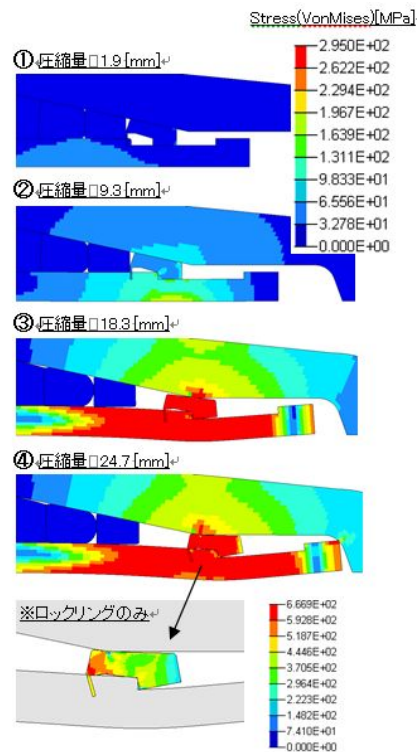 Stress(VonMises)[MPa]
2.950E+02
2.622E+02
2.294E+02
1.967E+02
1.639E+02
1.311E+02
9.833E+01
6.556E+01
3.278E+01
0.000E+00
①↲圧縮量□1.9 [mm]↵
②↲圧縮量□9.3 [mm]↵
③↲圧縮量□18.3 [mm]↵
④↲圧縮量□24.7 [mm]↵
※ロックリングのみ↵
6.669E+02
5.928E+02
5.187E+02
4.446E+02
3.705E+02
2.964E+02
2.223E+02
1.482E+02
7.410E+01
0.000E+00